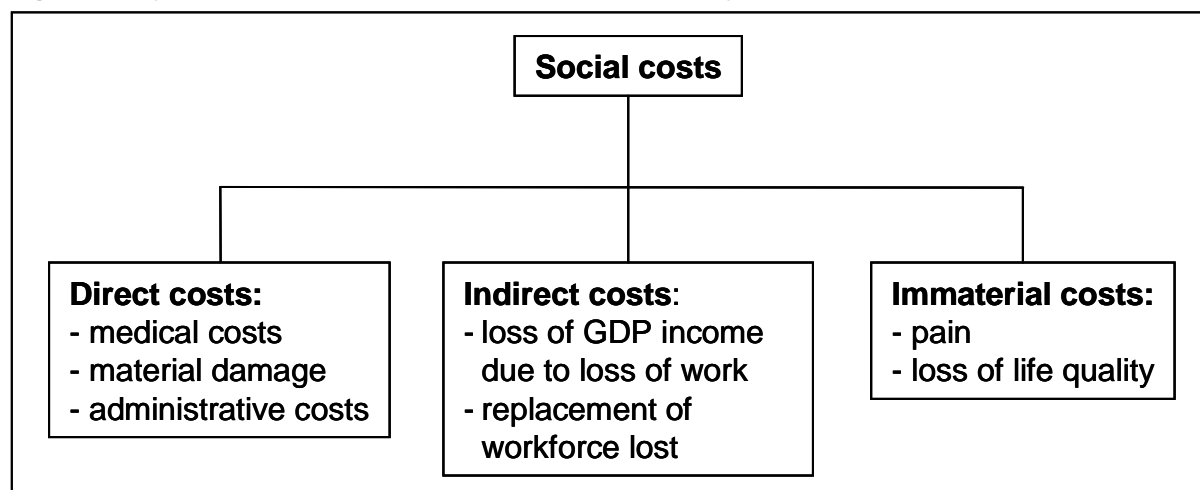 Social costs
Direct costs:
- medical costs
- material damage
- administrative costs
Indirect costs:
- loss of GDP income
due to loss of work
- replacement of
workforce lost
Immaterial costs:
- pain
- loss of life quality